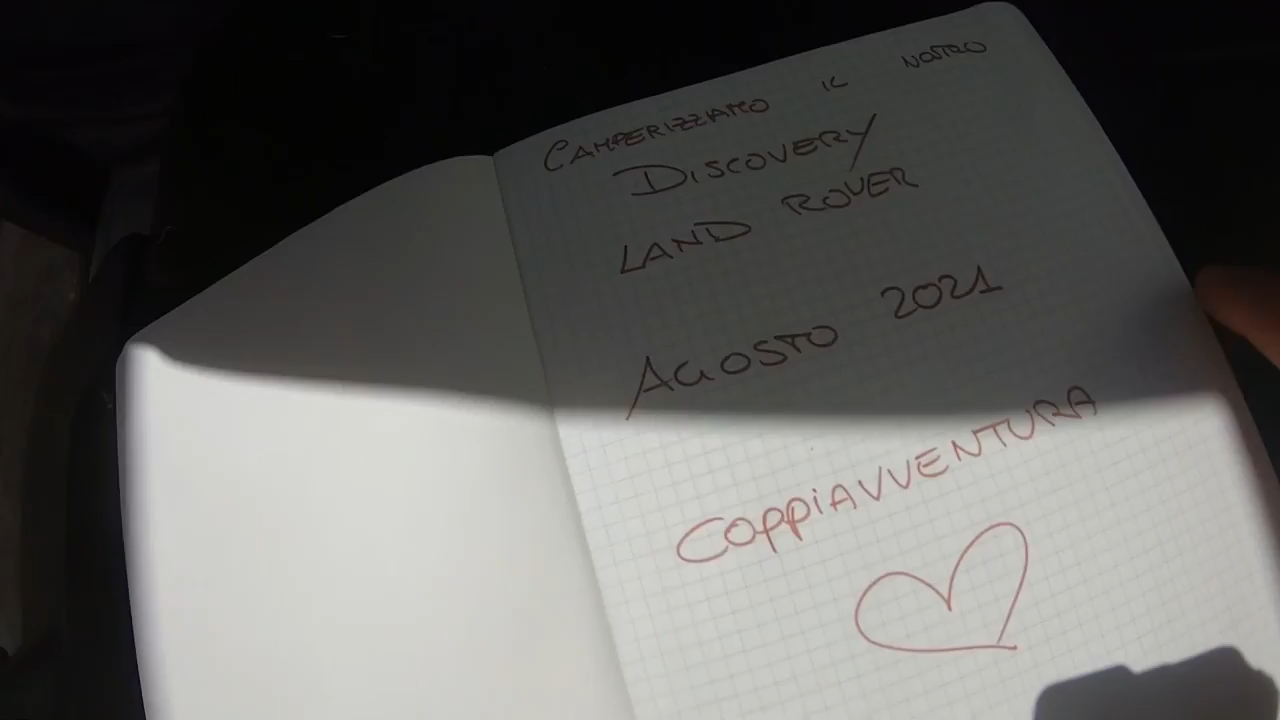 CAMPERIZZIAMO IL NOSTRO
DISCOVERY
LAND ROVER
AGOSTO 2021
COPPIAVVENTURA